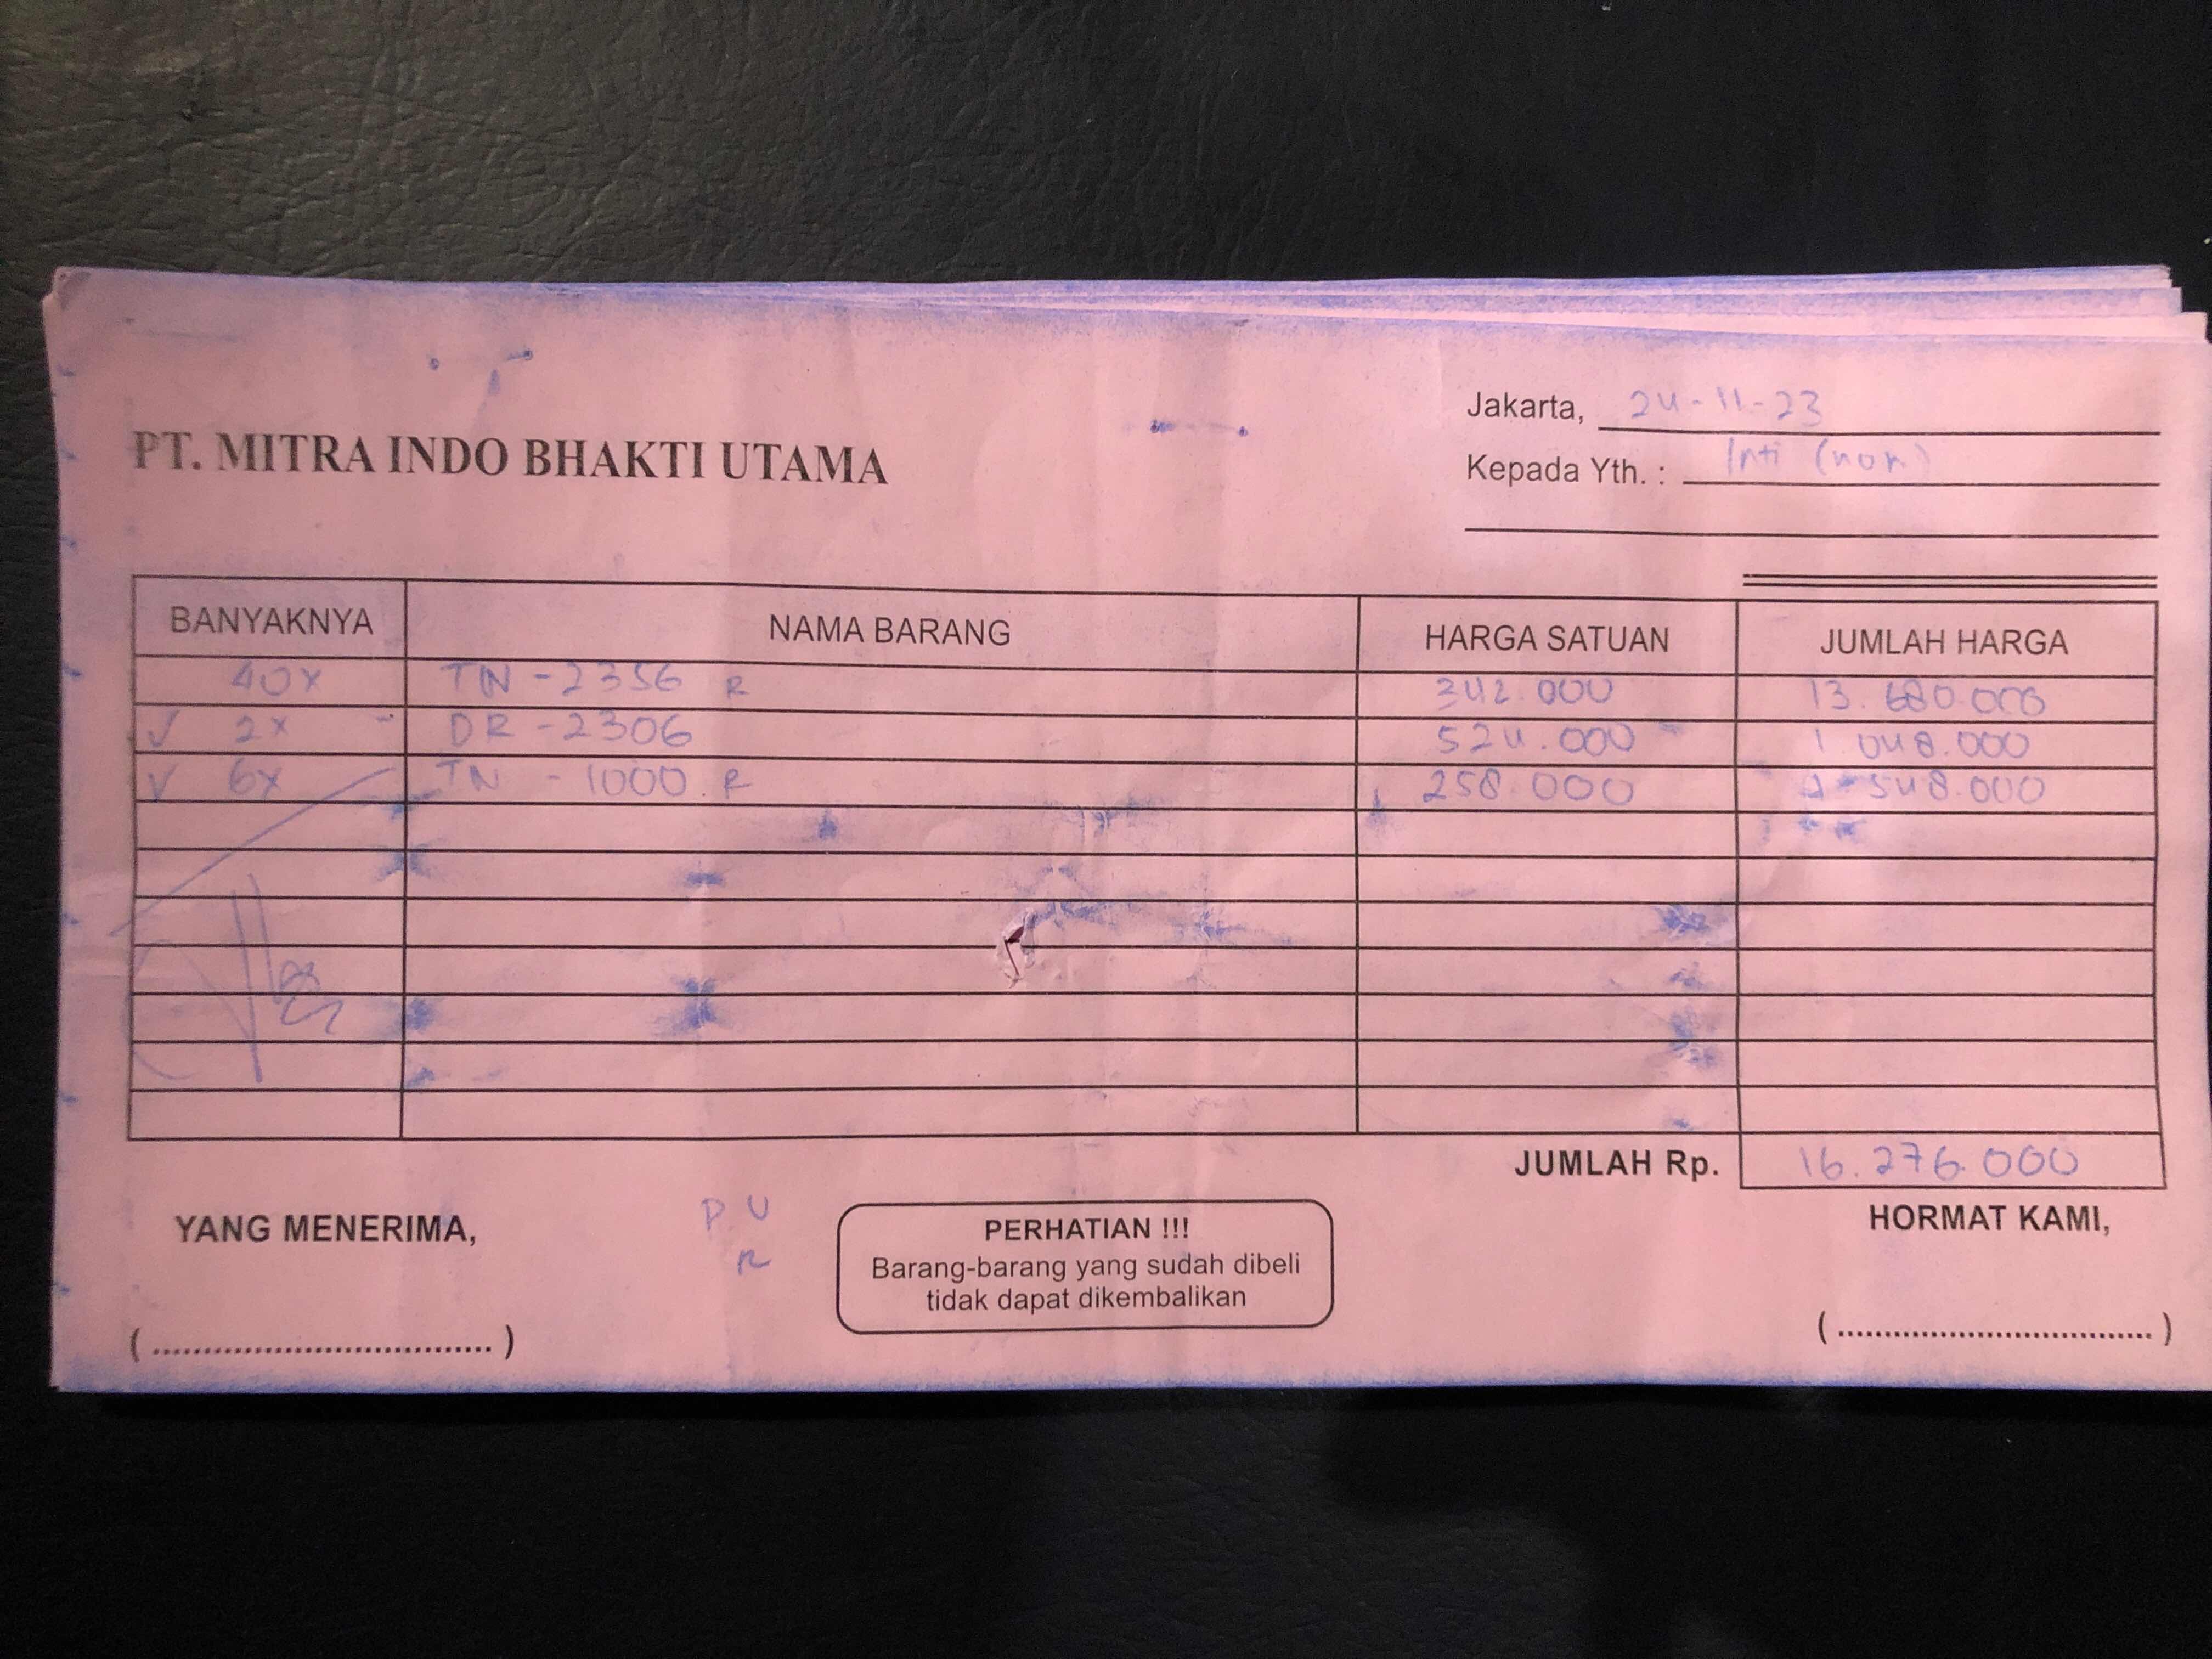 Jakarta, 24-11-23
PT. MITRA INDO BHAKTI UTAMA
Kepada Yth. : Inti (non)
BANYAKNYA NAMA BARANG HARGA SATUAN JUMLAH HARGA
40x TN-2356 R 342.000 13.680.000
✓ 2x DR-2306 524.000 1.048.000
✓ 6x TN-1000 R 258.000 1.548.000
JUMLAH Rp. 16.276.000
YANG MENERIMA, P U HORMAT KAMI,
R
PERHATIAN !!!
Barang-barang yang sudah dibeli
tidak dapat dikembalikan
(....................................) (....................................)